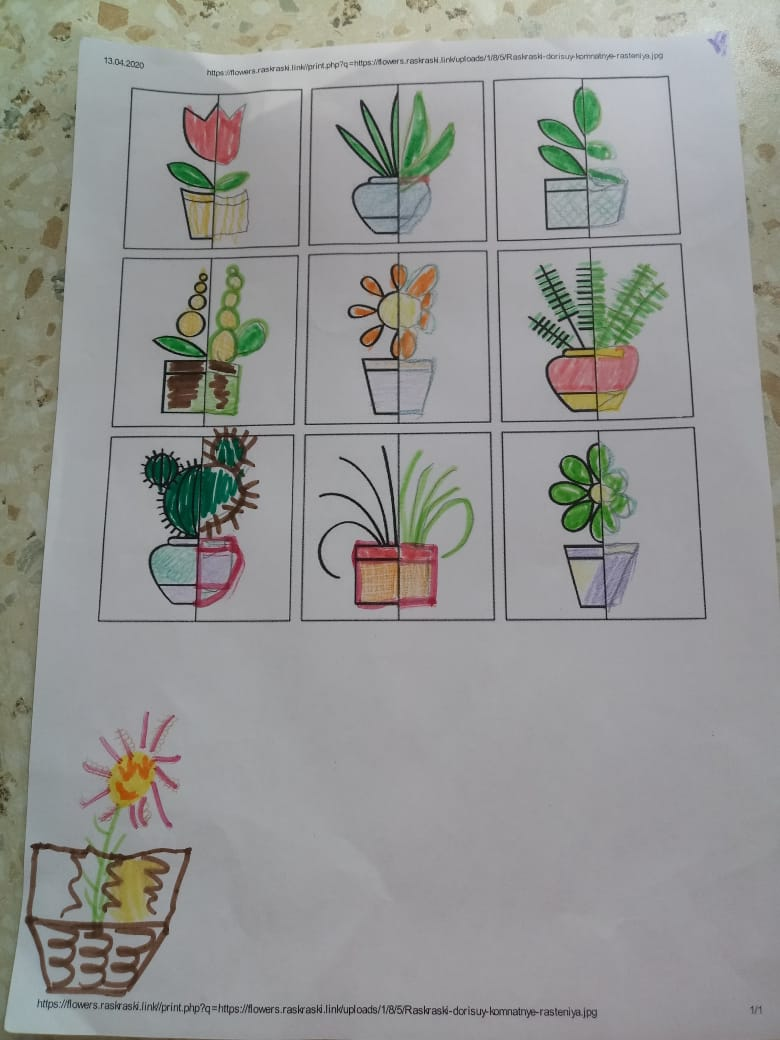 13.04.2020
https://flowers.raskraski.link//print.php?q=https://flowers.raskraski.link/uploads/1/8/5/Raskraski-dorisuy-komnatnye-rasteniya.jpg
https://flowers.raskraski.link//print.php?q=https://flowers.raskraski.link/uploads/1/8/5/Raskraski-dorisuy-komnatnye-rasteniya.jpg
1/1